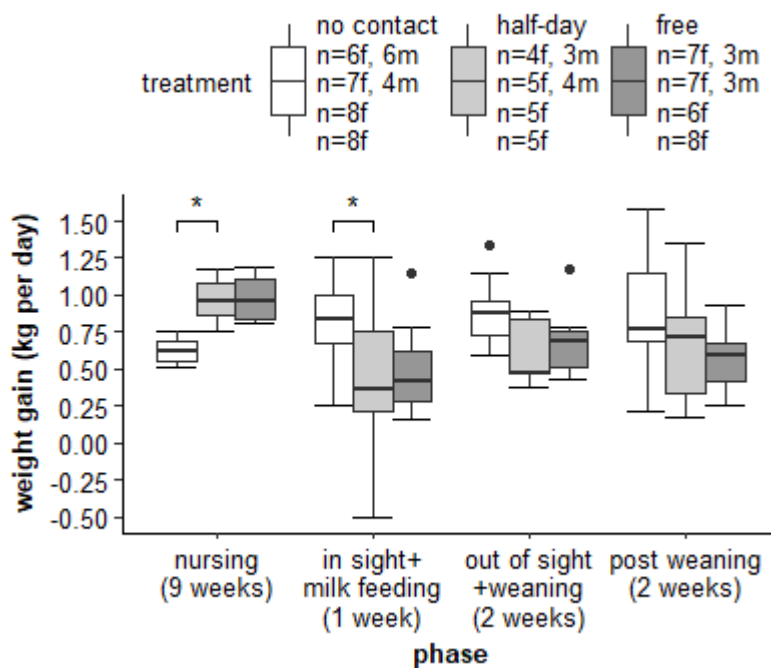 treatment
no contact
n=6f, 6m
n=7f, 4m
n=8f
n=8f
half-day
n=4f, 3m
n=5f, 4m
n=5f
n=5f
free
n=7f, 3m
n=7f, 3m
n=6f
n=8f
weight gain (kg per day)
1.50
1.25
1.00
0.75
0.50
0.25
0.00
-0.25
-0.50
*
*
nursing
(9 weeks)
in sight+
milk feeding
(1 week)
out of sight
+weaning
(2 weeks)
post weaning
(2 weeks)
phase